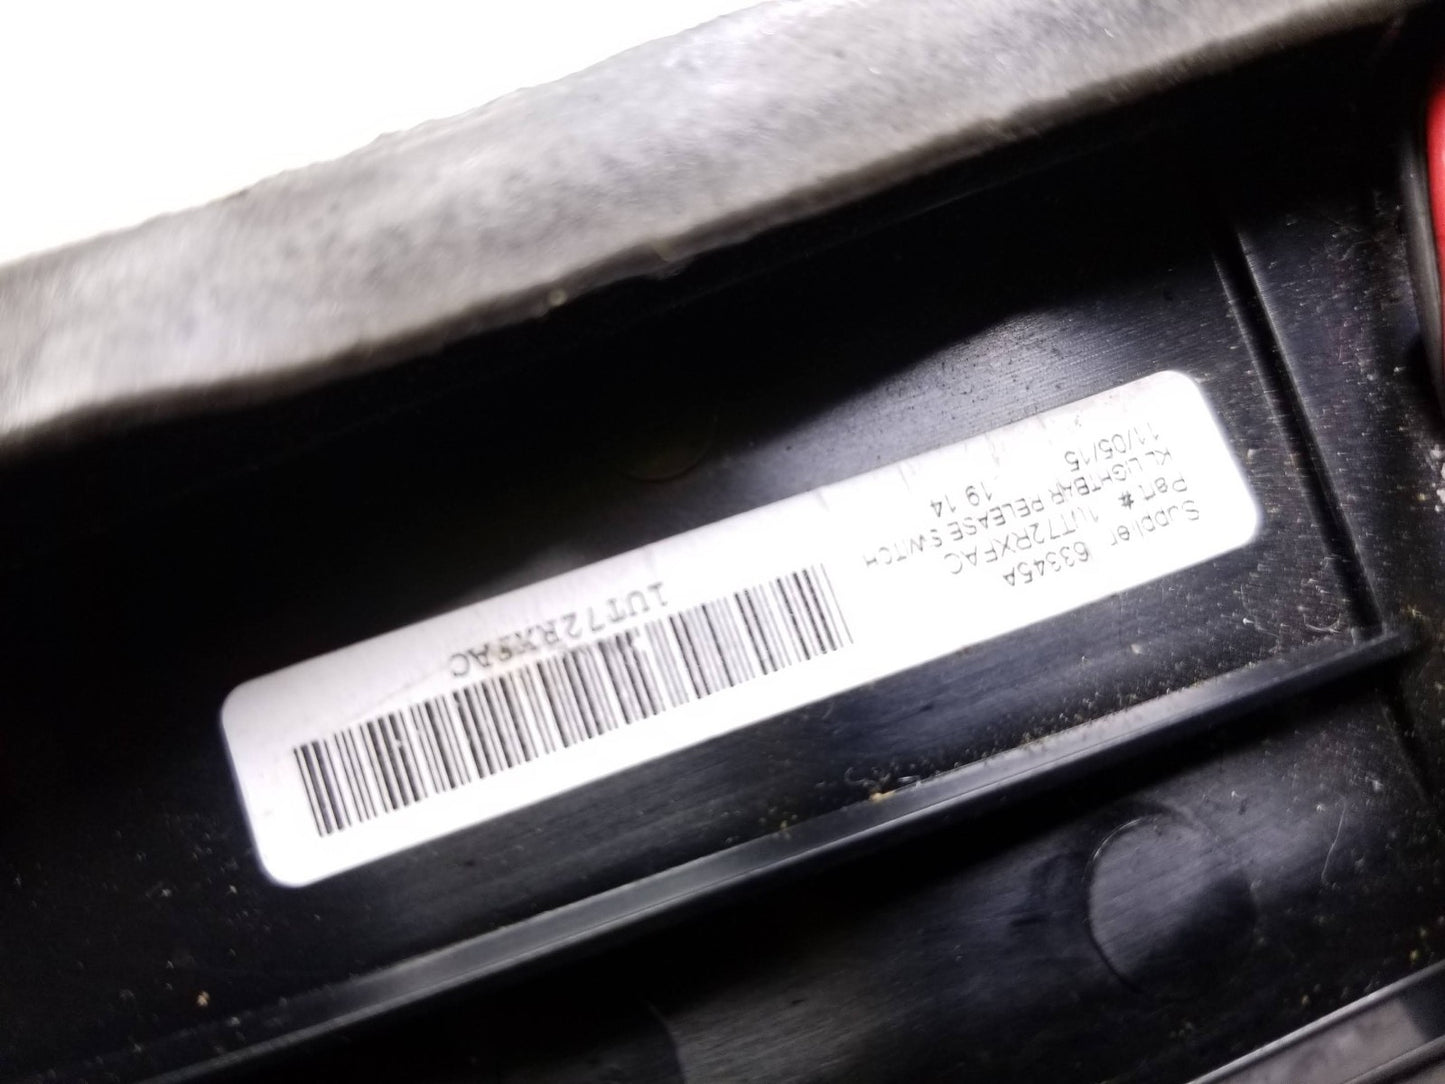 Supplier 63345A
Part # 1UT72RXFAC
KL LIGHTBAR RELEASE SWITCH
11/05/15 19 14
1UT72RXFAC